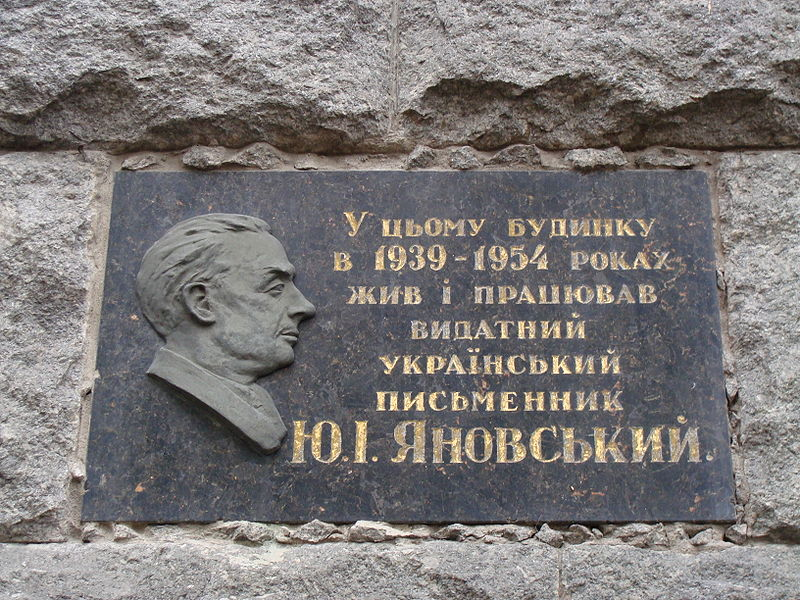 У цьому будинку
в 1939-1954 роках
жив і працював
видатний
український
письменник
Ю.І. Яновський.